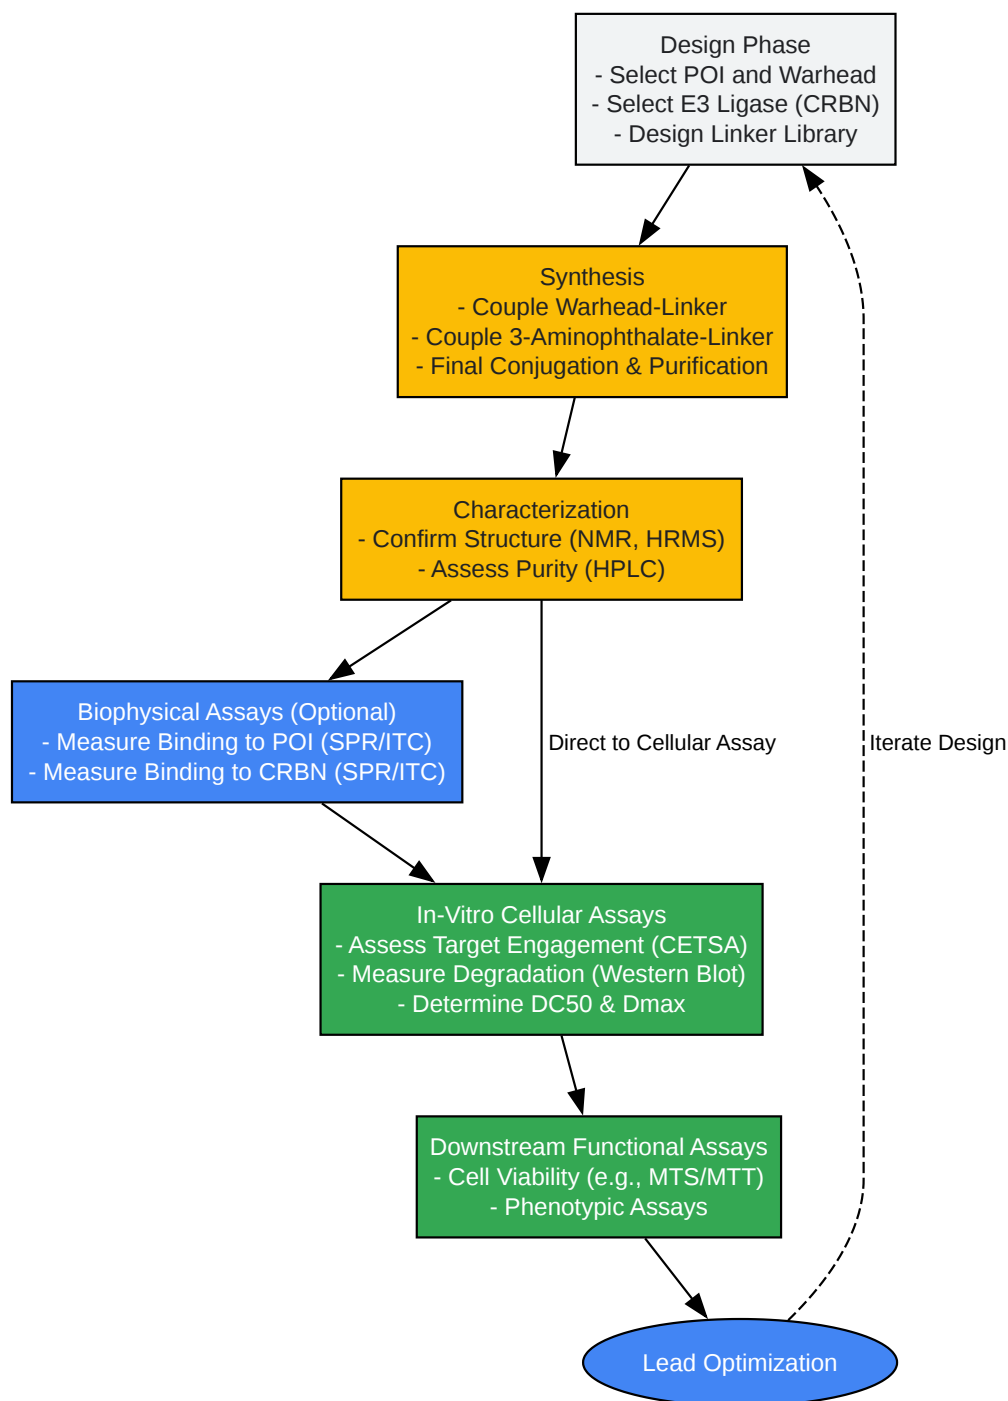 Design Phase
- Select POI and Warhead
- Select E3 Ligase (CRBN)
- Design Linker Library
Synthesis
- Couple Warhead-Linker
- Couple 3-Aminophthalate-Linker
- Final Conjugation & Purification
Characterization
- Confirm Structure (NMR, HRMS)
- Assess Purity (HPLC)
Biophysical Assays (Optional)
- Measure Binding to POI (SPR/ITC)
- Measure Binding to CRBN (SPR/ITC)
Direct to Cellular Assay
Iterate Design
In-Vitro Cellular Assays
- Assess Target Engagement (CETSA)
- Measure Degradation (Western Blot)
- Determine DC50 & Dmax
Downstream Functional Assays
- Cell Viability (e.g., MTS/MTT)
- Phenotypic Assays
Lead Optimization